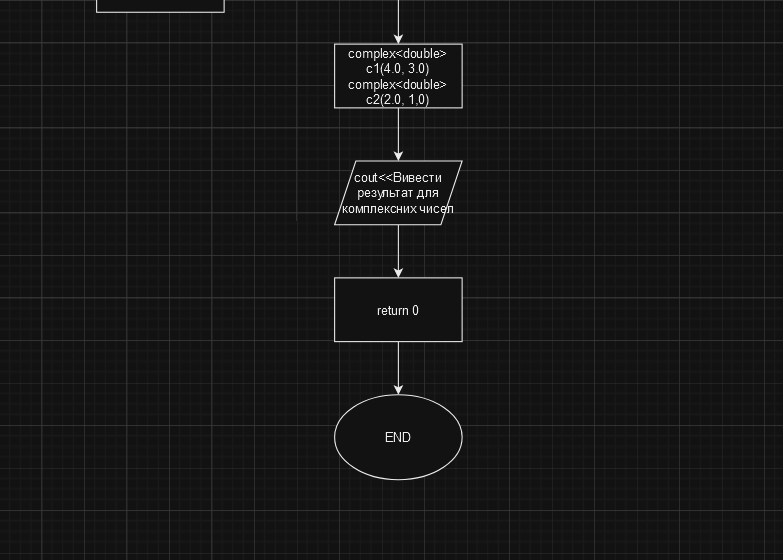 complex<double>
c1(4.0, 3.0)
complex<double>
c2(2.0, 1,0)
cout<<Вивести
результат для
комплексних чисел
return 0
END